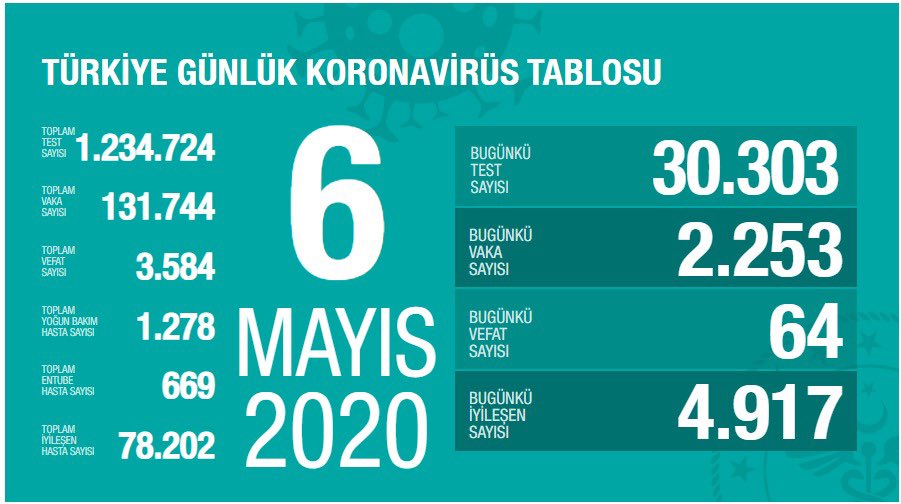 TÜRKİYE GÜNLÜK KORONAVİRÜS TABLOSU
TOPLAM
TEST
SAYISI
1.234.724
TOPLAM
VAKA
SAYISI
131.744
TOPLAM
VEFAT
SAYISI
3.584
TOPLAM
YOĞUN BAKIM
HASTA SAYISI
1.278
TOPLAM
ENTUBE
HASTA SAYISI
669
TOPLAM
İYİLEŞEN
HASTA SAYISI
78.202
6
MAYIS
2020
BUGÜNKÜ
TEST
SAYISI
30.303
BUGÜNKÜ
VAKA
SAYISI
2.253
BUGÜNKÜ
VEFAT
SAYISI
64
BUGÜNKÜ
İYİLEŞEN
SAYISI
4.917